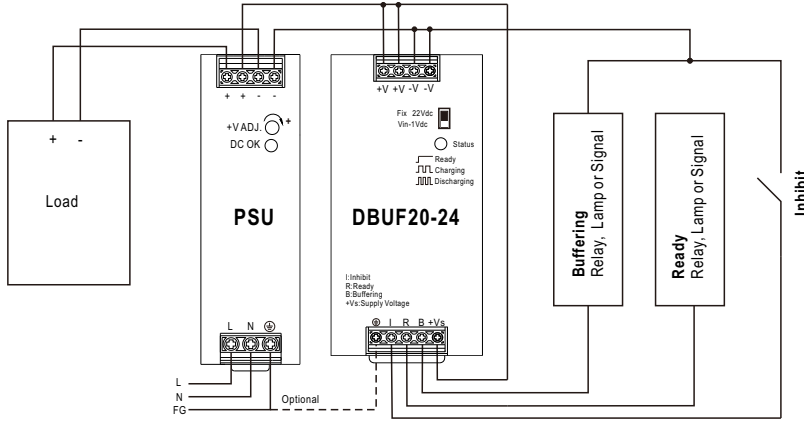 +V +V -V -V
+ + - -
Fix 22Vdc
Vin-1Vdc
+V ADJ. +
DC OK
Status
Ready
Charging
Discharging
+ -
Load
PSU
DBUF20-24
Buffering
Relay, Lamp or Signal
Ready
Relay, Lamp or Signal
Inhibit
I:Inhibit
R:Ready
B:Buffering
+Vs:Supply Voltage
L N
I R B +Vs
L
N
FG
Optional